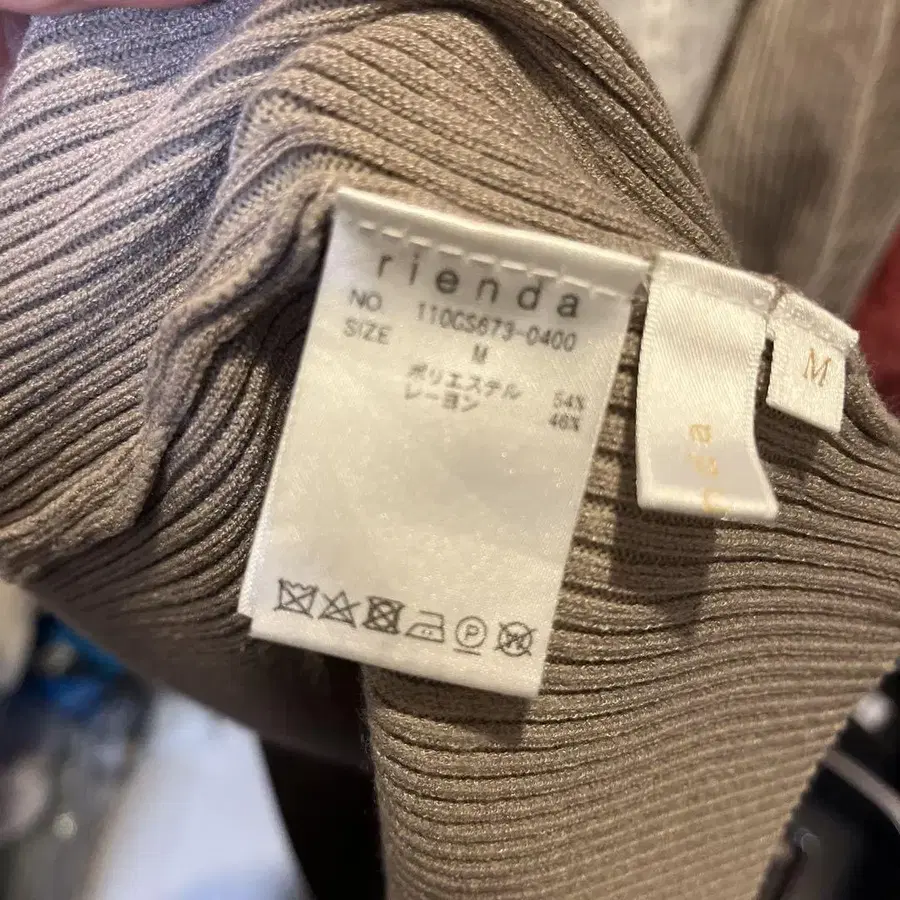 rienda
NO. 110GS673-0400
SIZE M
ポリエステル 54%
レーヨン 46%
P
W
M